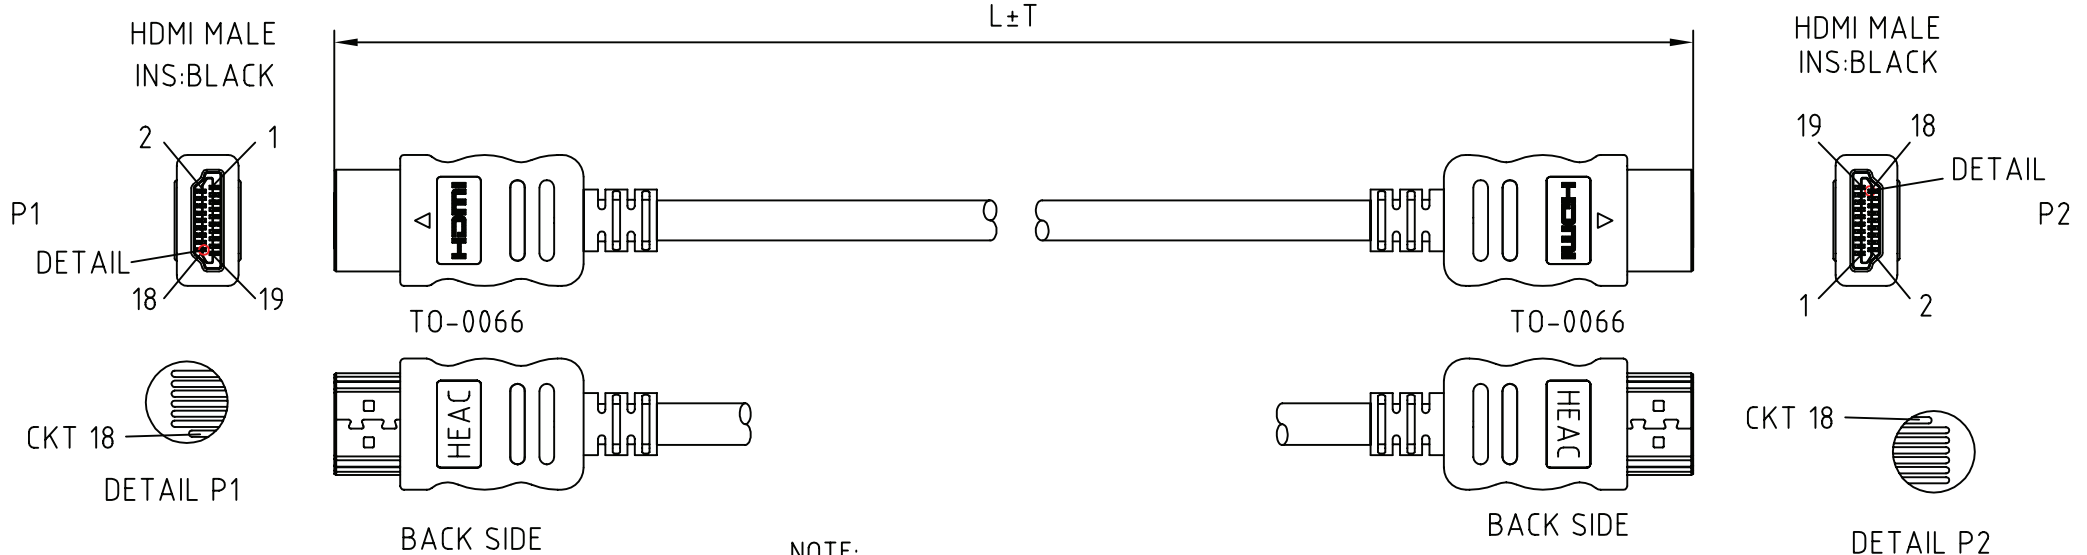 L±T
HDMI MALE
INS:BLACK
HDMI MALE
INS:BLACK
2
1
P1
DETAIL
18
19
HDMI
TO-0066
HDMI
TO-0066
19
18
DETAIL
P2
1
2
CKT 18
DETAIL P1
HEAC
BACK SIDE
HEAC
BACK SIDE
CKT 18
DETAIL P2
NOTE: